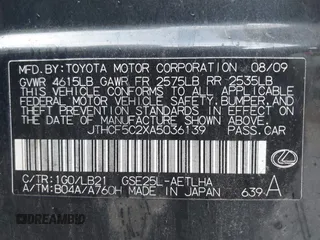 MFD.BY:TOYOTA MOTOR CORPORATION 08/09
GVWR 4615LB GAWR FR 2575LB RR 2535LB
THIS VEHICLE CONFORMS TO ALL APPLICABLE
FEDERAL MOTOR VEHICLE SAFETY, BUMPER, AND
THEFT PREVENTION STANDARDS IN EFFECT ON
THE DATE OF MANUFACTURE SHOWN ABOVE.
JTHCF5C2XA5036139 PASS.CAR
C/TR:1G0/LB21 GSE25L-AETLHA
A/TM:B04A/A760H MADE IN JAPAN 639 A
CREDIBLE
AUTOBIDMASTER